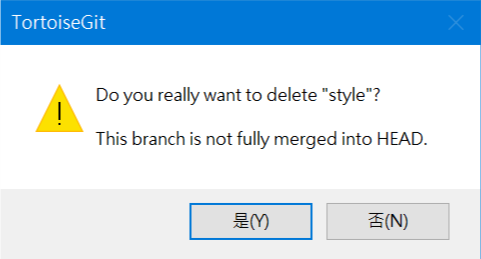 TortoiseGit
Do you really want to delete "style"?
This branch is not fully merged into HEAD.
是(Y)
否(N)